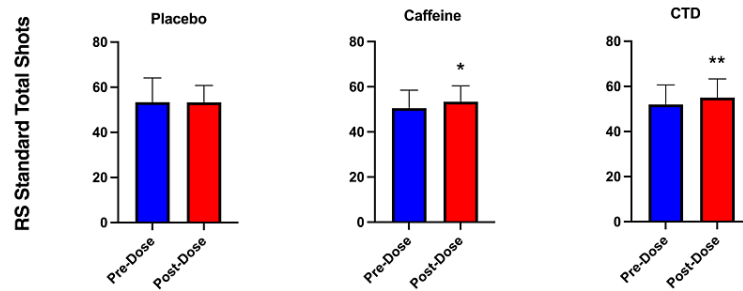 RS Standard Total Shots
Placebo
80
60
40
20
0
Pre-Dose
Post-Dose
Caffeine
80
60
40
20
0
*
Pre-Dose
Post-Dose
CTD
80
60
40
20
0
**
Pre-Dose
Post-Dose